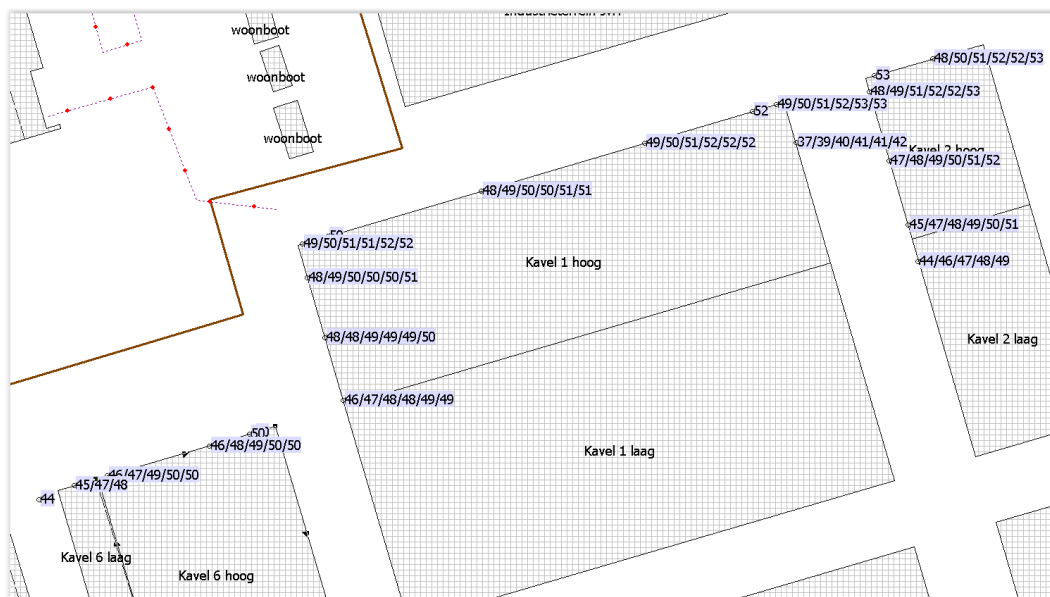 woonboot
woonboot
woonboot
48/50/51/52/52/53
53
48/49/51/52/52/53
49/50/51/52/53/53
52
49/50/51/52/52/52
37/39/40/41/41/42
Kavel 2 hoog
47/48/49/50/51/52
48/49/50/50/51/51
45/47/48/49/50/51
49/50/51/51/52/52
Kavel 1 hoog
44/46/47/48/49
48/49/50/50/50/51
48/48/49/49/49/50
Kavel 2 laag
46/47/48/48/49/49
50
46/48/49/50/50
Kavel 1 laag
46/47/49/50/50
45/47/48
44
Kavel 6 laag
Kavel 6 hoog